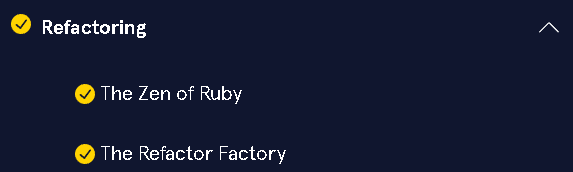 Refactoring
The Zen of Ruby
The Refactor Factory